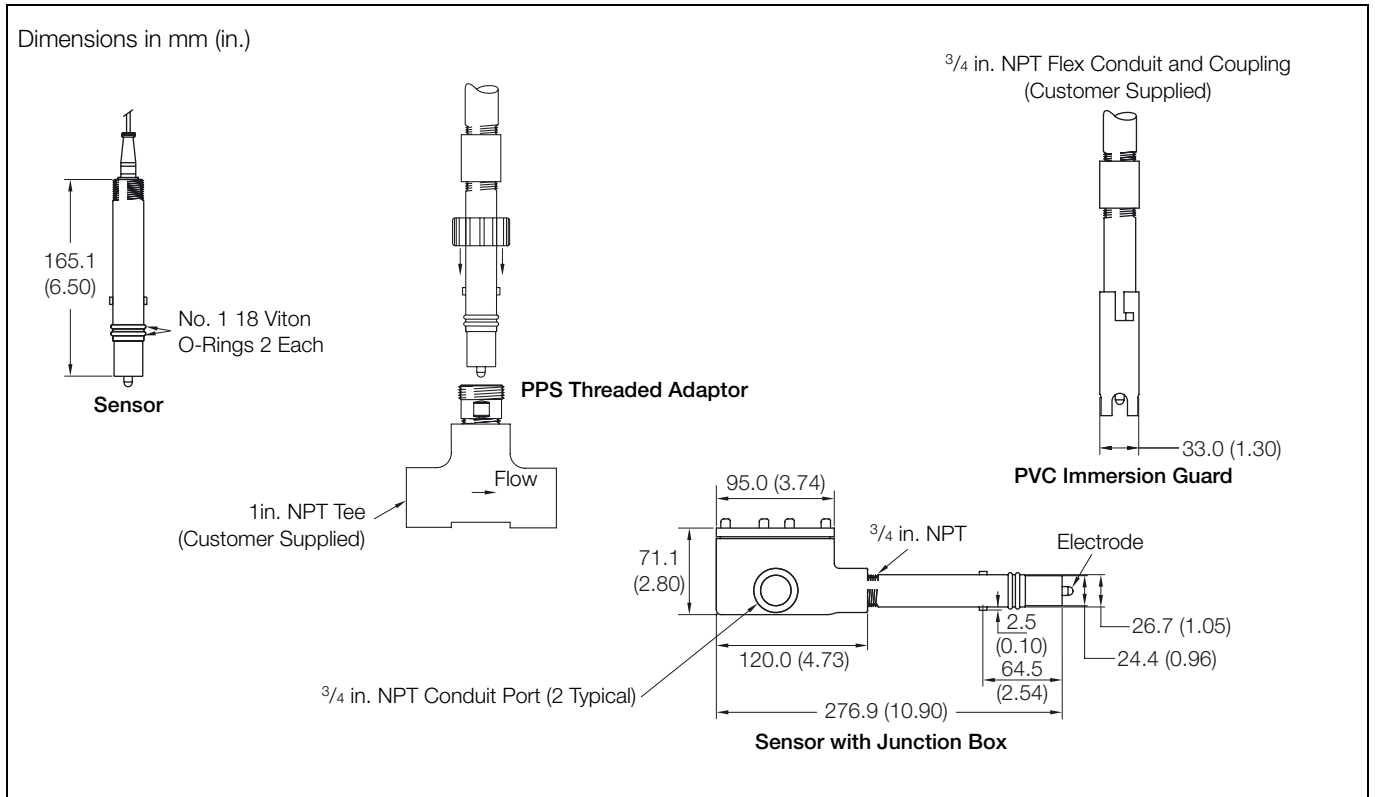 Dimensions in mm (in.)
165.1
(6.50)
No. 1 18 Viton
O-Rings 2 Each
Sensor
PPS Threaded Adaptor
Flow
1in. NPT Tee
(Customer Supplied)
3/4 in. NPT Flex Conduit and Coupling
(Customer Supplied)
33.0 (1.30)
PVC Immersion Guard
95.0 (3.74)
71.1
(2.80)
3/4 in. NPT
Electrode
2.5
(0.10)
26.7 (1.05)
24.4 (0.96)
120.0 (4.73)
64.5
(2.54)
3/4 in. NPT Conduit Port (2 Typical)
276.9 (10.90)
Sensor with Junction Box